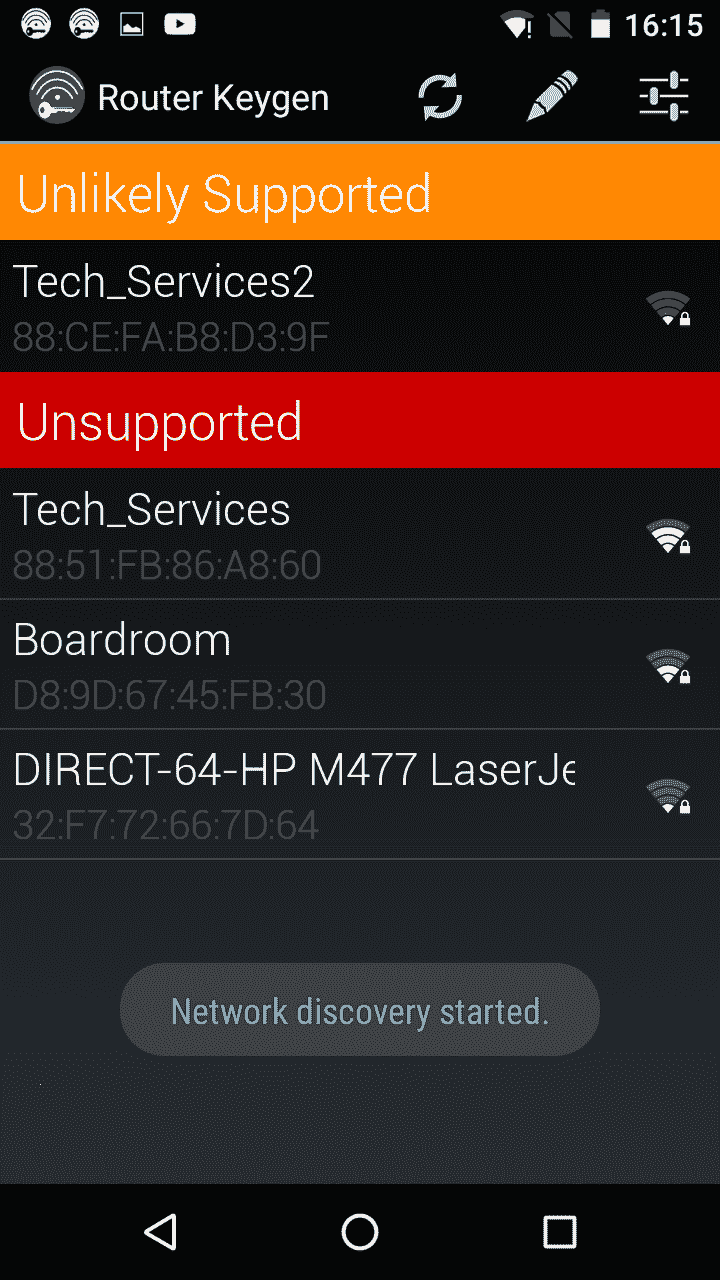 16:15
Router Keygen
Unlikely Supported
Tech_Services2
88:CE:FA:B8:D3:9F
Unsupported
Tech_Services
88:51:FB:86:A8:60
Boardroom
D8:9D:67:45:FB:30
DIRECT-64-HP M477 LaserJe
32:F7:72:66:7D:64
Network discovery started.